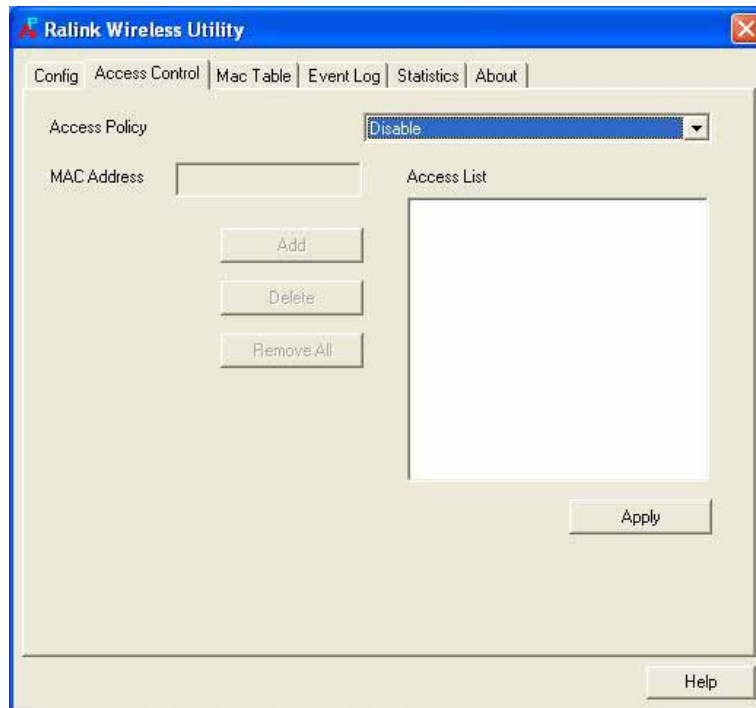 Ralink Wireless Utility
Config Access Control Mac Table Event Log Statistics About
Access Policy Disable
MAC Address Access List
Add
Delete
Remove All
Apply
Help